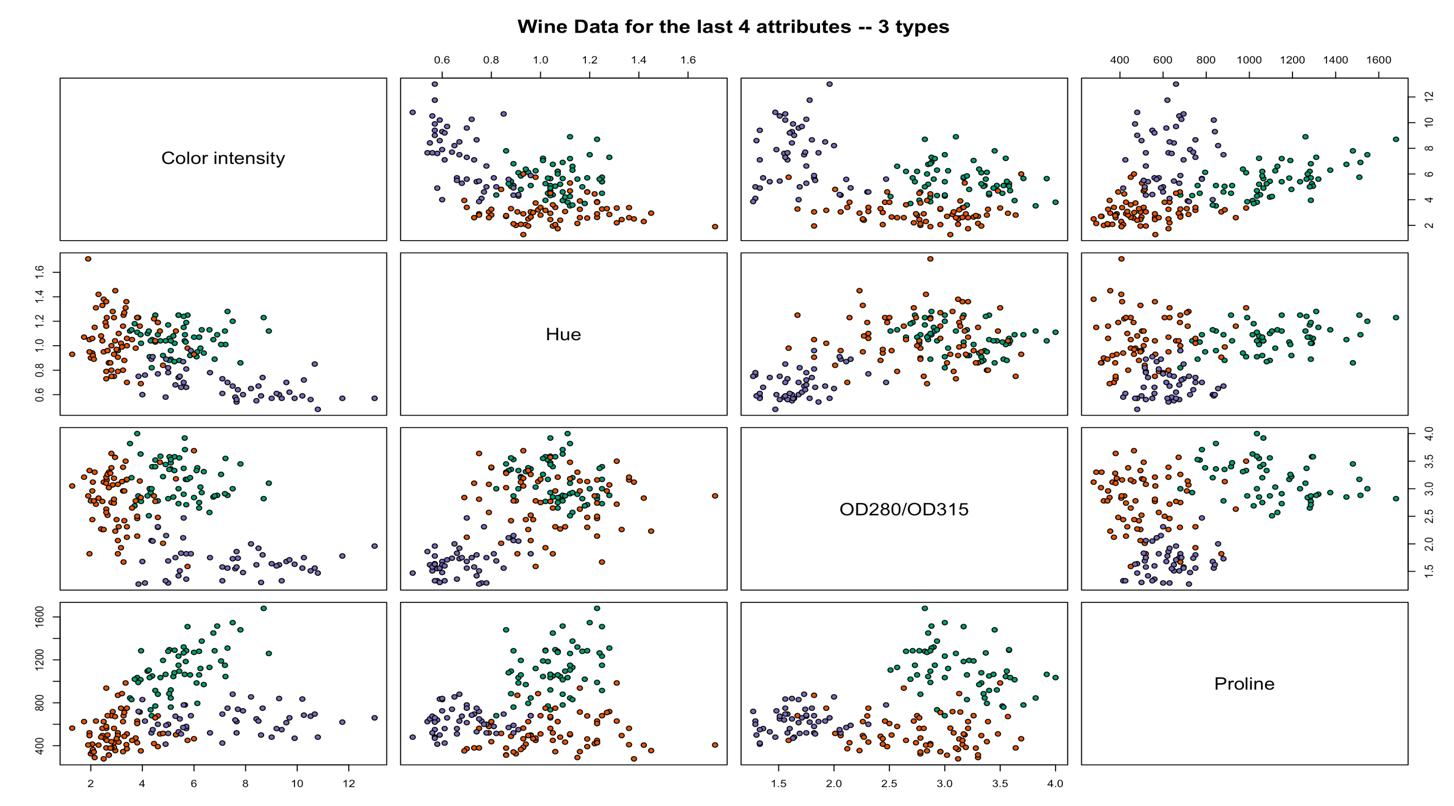 Wine Data for the last 4 attributes -- 3 types
0.6 0.8 1.0 1.2 1.4 1.6
400 600 800 1000 1200 1400 1600
Color intensity
2 4 6 8 10 12
0.6 0.8 1.0 1.2 1.4 1.6
Hue
OD280/OD315
1.5 2.0 2.5 3.0 3.5 4.0
400 800 1200 1600
Proline
2 4 6 8 10 12
1.5 2.0 2.5 3.0 3.5 4.0